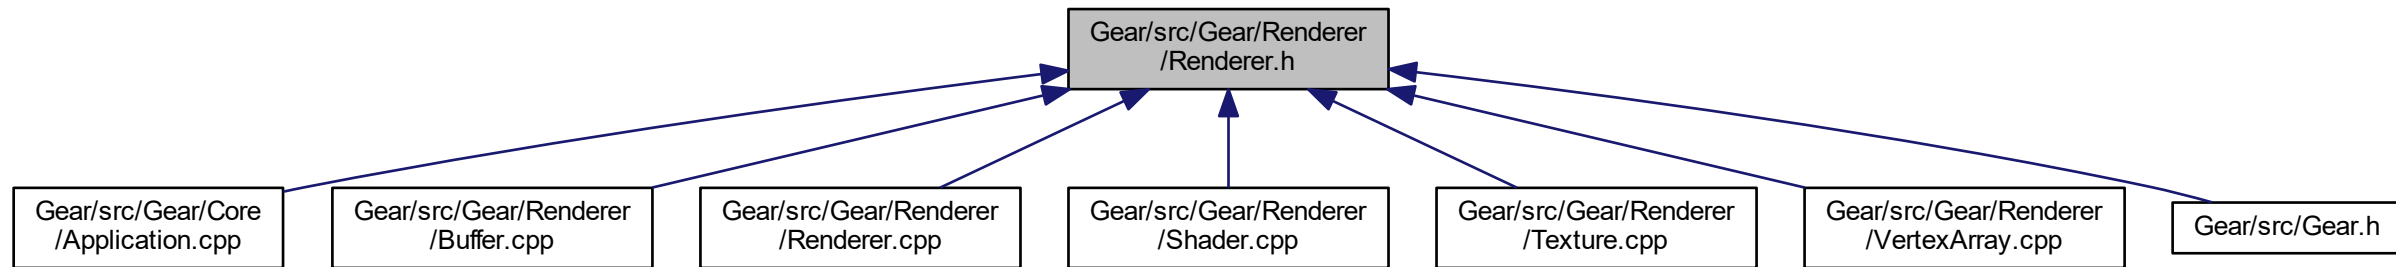 Gear/src/Gear/Renderer
/Renderer.h
Gear/src/Gear/Core
/Application.cpp
Gear/src/Gear/Renderer
/Buffer.cpp
Gear/src/Gear/Renderer
/Renderer.cpp
Gear/src/Gear/Renderer
/Shader.cpp
Gear/src/Gear/Renderer
/Texture.cpp
Gear/src/Gear/Renderer
/VertexArray.cpp
Gear/src/Gear.h